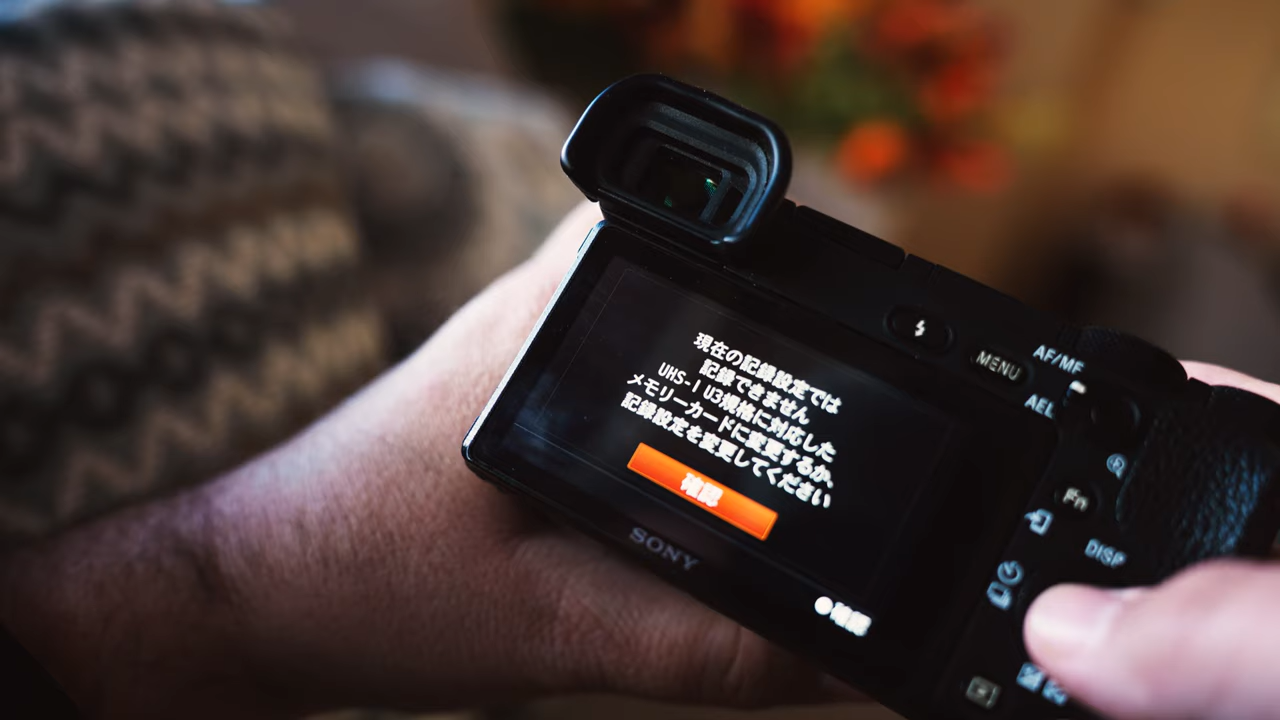 現在の記録設定では
記録できません
UHS-I U3規格に対応した
メモリーカードに変更するか、
記録設定を変更してください
確認
SONY
●確認
MENU
AF/MF
AEL
Fn
DISP